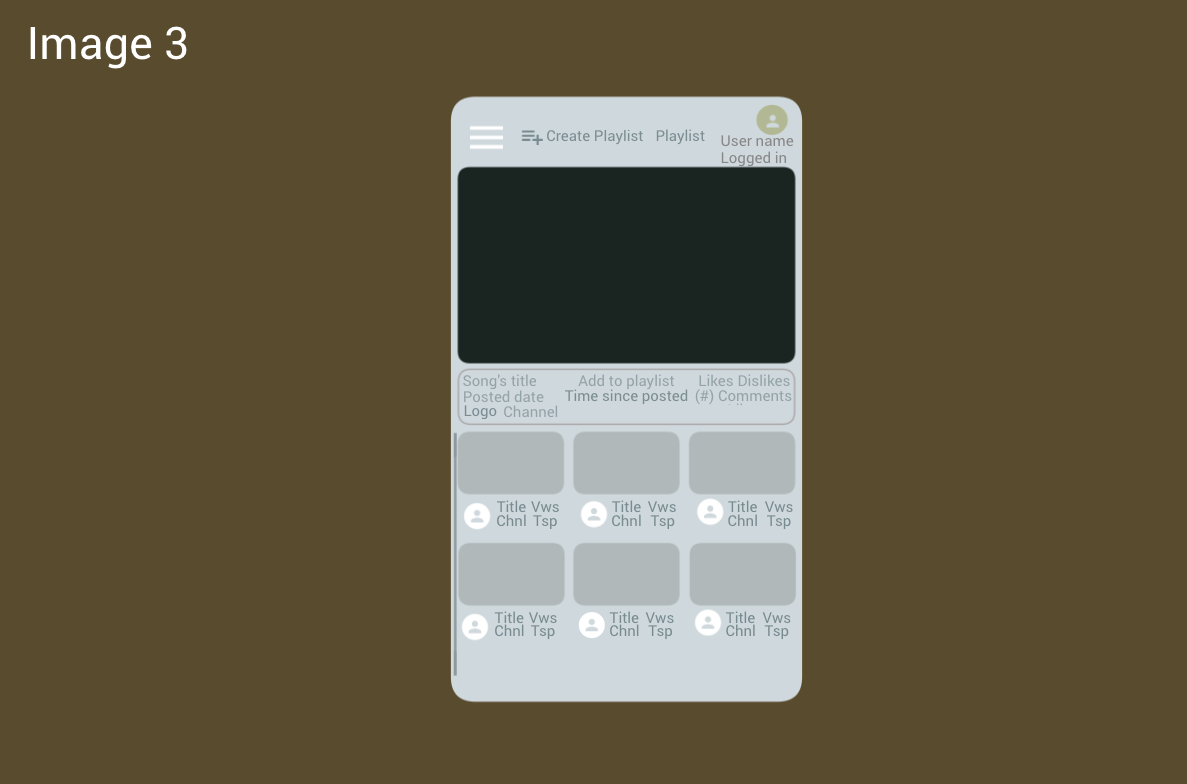 Image 3
Create Playlist Playlist
User name
Logged in
Song's title Add to playlist Likes Dislikes
Posted date Time since posted (#) Comments
Logo Channel
Title Vws Title Vws Title Vws
Chnl Tsp Chnl Tsp Chnl Tsp
Title Vws Title Vws Title Vws
Chnl Tsp Chnl Tsp Chnl Tsp